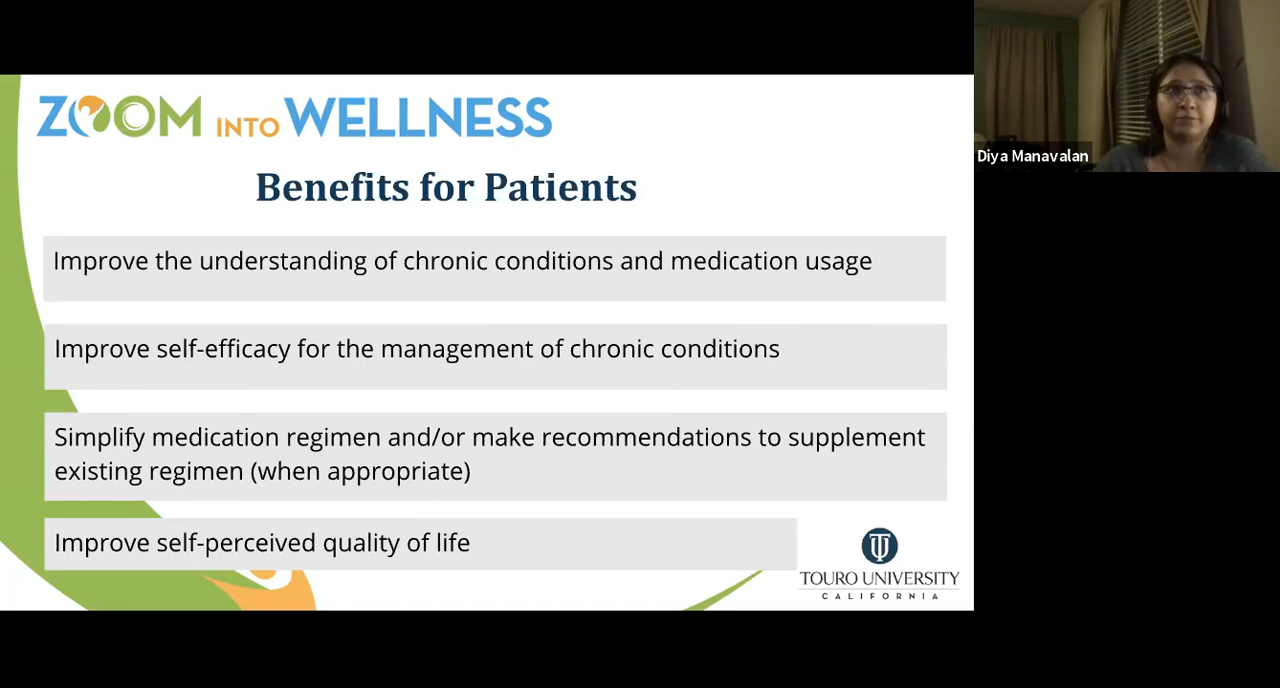 ZOOM INTO WELLNESS
Benefits for Patients
Improve the understanding of chronic conditions and medication usage
Improve self-efficacy for the management of chronic conditions
Simplify medication regimen and/or make recommendations to supplement
existing regimen (when appropriate)
Improve self-perceived quality of life
TOURO UNIVERSITY
CALIFORNIA
Diya Manavalan